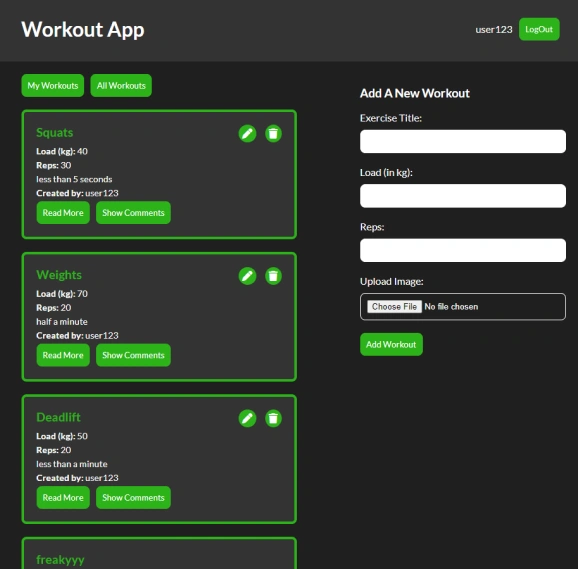 Workout App
user123 LogOut
My Workouts All Workouts
Squats
Load (kg): 40
Reps: 30
less than 5 seconds
Created by: user123
Read More Show Comments
Weights
Load (kg): 70
Reps: 20
half a minute
Created by: user123
Read More Show Comments
Deadlift
Load (kg): 50
Reps: 20
less than a minute
Created by: user123
Read More Show Comments
freakyyy
Add A New Workout
Exercise Title:
Load (in kg):
Reps:
Upload Image:
Choose File No file chosen
Add Workout